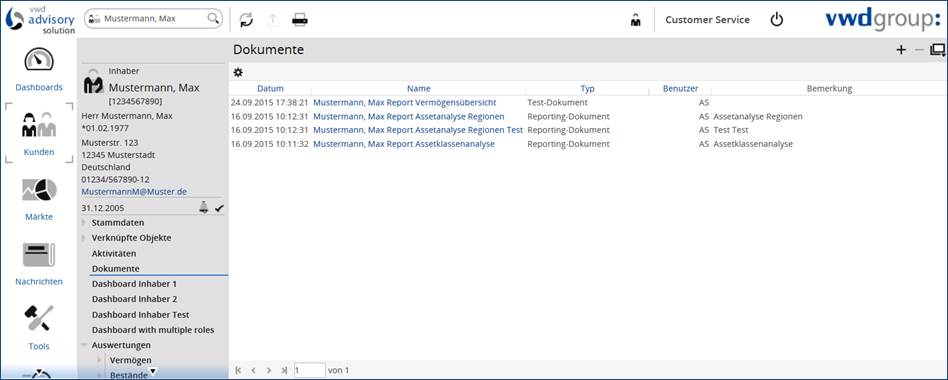 vwd
advisory
solution
Mustermann, Max
Customer Service
vwdgroup:
Dashboards
Kunden
Märkte
Nachrichten
Tools
Inhaber
Mustermann, Max
[1234567890]
Herr Mustermann, Max
*01.02.1977
Musterstr. 123
12345 Musterstadt
Deutschland
01234/567890-12
MustermannM@Muster.de
31.12.2005
Stammdaten
Verknüpfte Objekte
Aktivitäten
Dokumente
Dashboard Inhaber 1
Dashboard Inhaber 2
Dashboard Inhaber Test
Dashboard with multiple roles
Auswertungen
Vermögen
Bestände
Dokumente
Datum Name Typ Benutzer Bemerkung
24.09.2015 17:38:21 Mustermann, Max Report Vermögensübersicht Test-Dokument AS
16.09.2015 10:12:31 Mustermann, Max Report Assetanalyse Regionen Reporting-Dokument AS Assetanalyse Regionen
16.09.2015 10:12:31 Mustermann, Max Report Assetanalyse Regionen Test Reporting-Dokument AS Test Test
16.09.2015 10:11:32 Mustermann, Max Report Assetklassenanalyse Reporting-Dokument AS Assetklassenanalyse
1 von 1